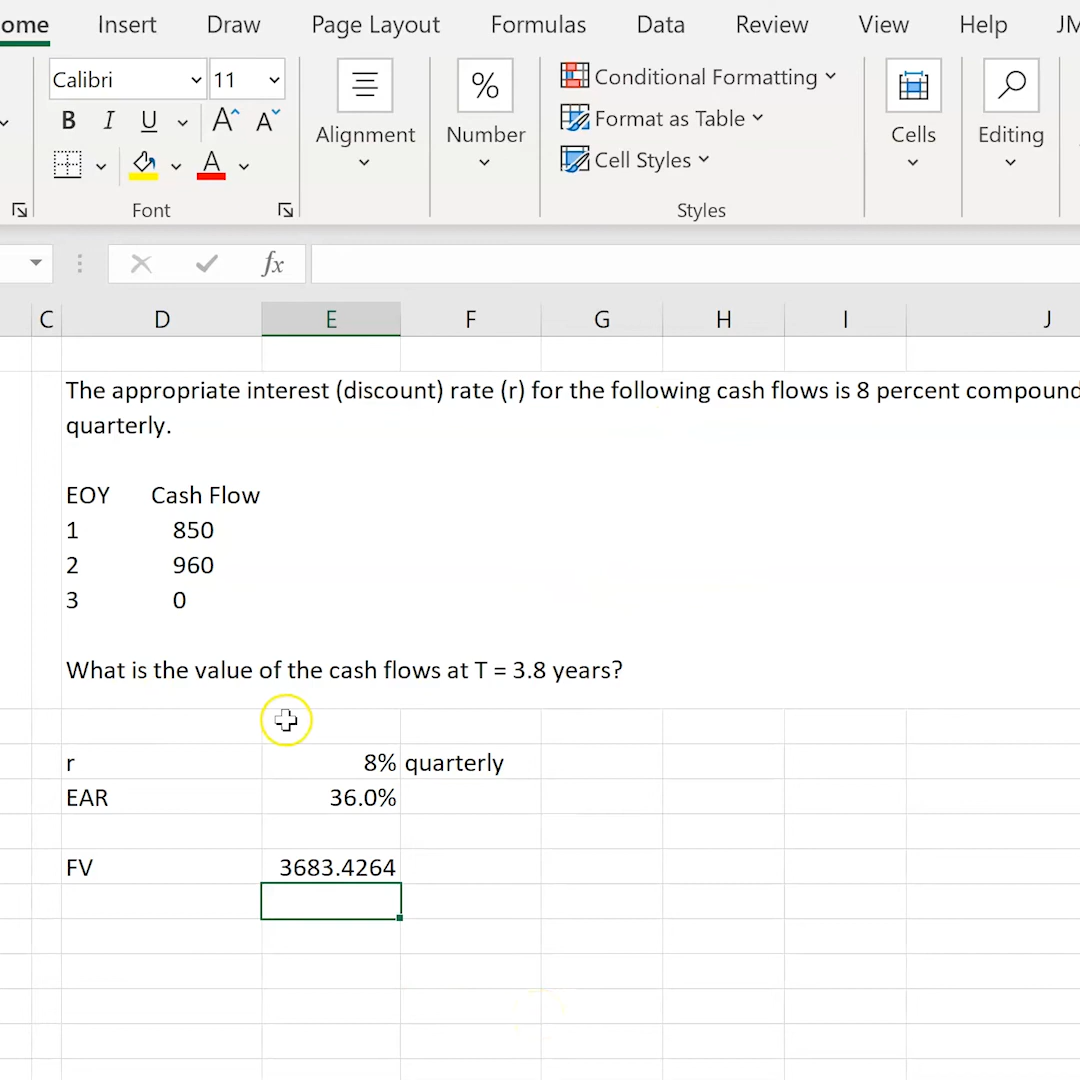 ome Insert Draw Page Layout Formulas Data Review View Help JM
Calibri 11 % Conditional Formatting
B I U A A Alignment Number Format as Table Cells Editing
A Cell Styles
Font Styles
fx
C D E F G H I J
The appropriate interest (discount) rate (r) for the following cash flows is 8 percent compound
quarterly.
EOY Cash Flow
1 850
2 960
3 0
What is the value of the cash flows at T = 3.8 years?
r 8% quarterly
EAR 36.0%
FV 3683.4264